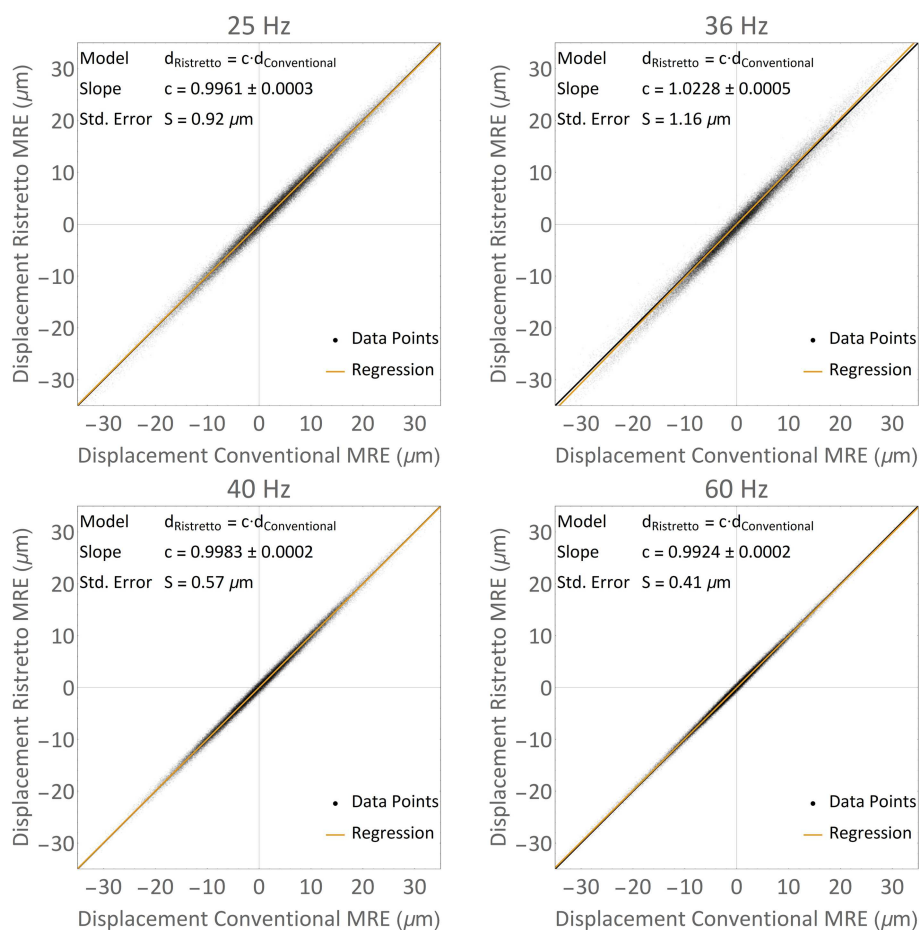 25 Hz
Displacement Ristretto MRE (μm)
30
20
10
0
−10
−20
−30
Model d_Ristretto = c·d_Conventional
Slope c = 0.9961 ± 0.0003
Std. Error S = 0.92 μm
Data Points
Regression
−30 −20 −10 0 10 20 30
Displacement Conventional MRE (μm)
36 Hz
Displacement Ristretto MRE (μm)
30
20
10
0
−10
−20
−30
Model d_Ristretto = c·d_Conventional
Slope c = 1.0228 ± 0.0005
Std. Error S = 1.16 μm
Data Points
Regression
−30 −20 −10 0 10 20 30
Displacement Conventional MRE (μm)
40 Hz
Displacement Ristretto MRE (μm)
30
20
10
0
−10
−20
−30
Model d_Ristretto = c·d_Conventional
Slope c = 0.9983 ± 0.0002
Std. Error S = 0.57 μm
Data Points
Regression
−30 −20 −10 0 10 20 30
Displacement Conventional MRE (μm)
60 Hz
Displacement Ristretto MRE (μm)
30
20
10
0
−10
−20
−30
Model d_Ristretto = c·d_Conventional
Slope c = 0.9924 ± 0.0002
Std. Error S = 0.41 μm
Data Points
Regression
−30 −20 −10 0 10 20 30
Displacement Conventional MRE (μm)